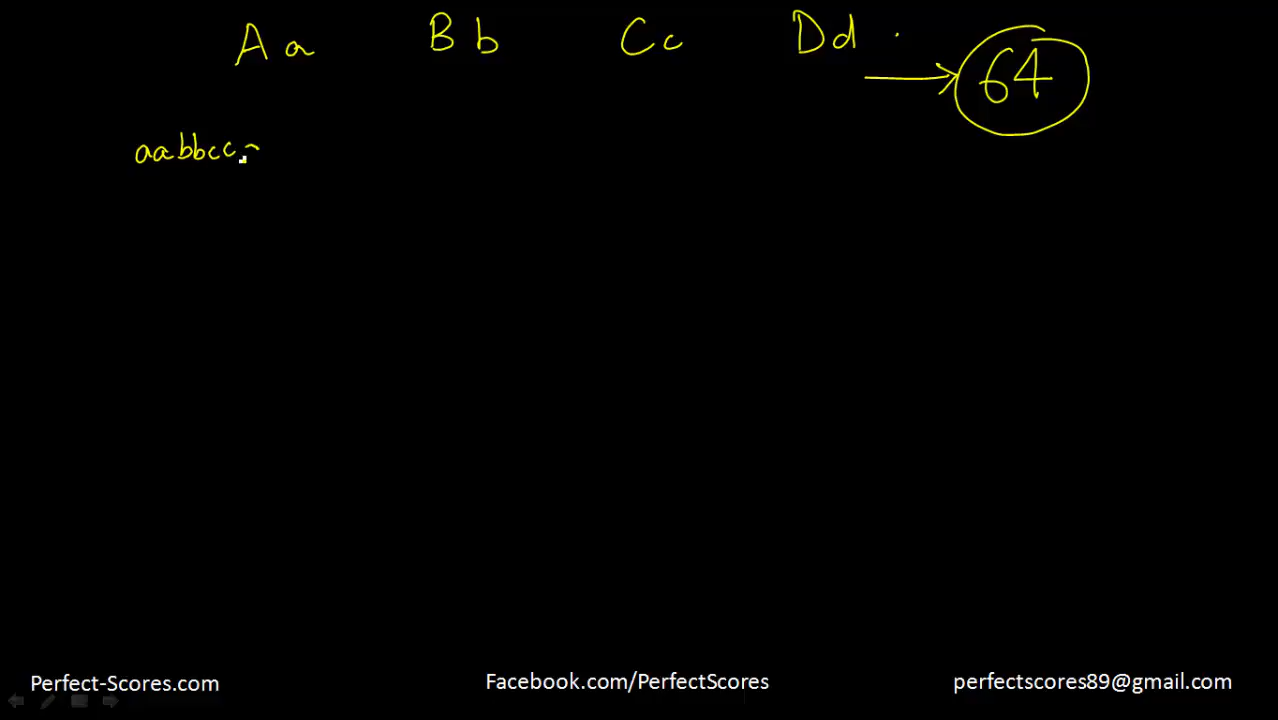 A a B b C c D d . → 64
aabbcc
Perfect-Scores.com Facebook.com/PerfectScores perfectscores89@gmail.com